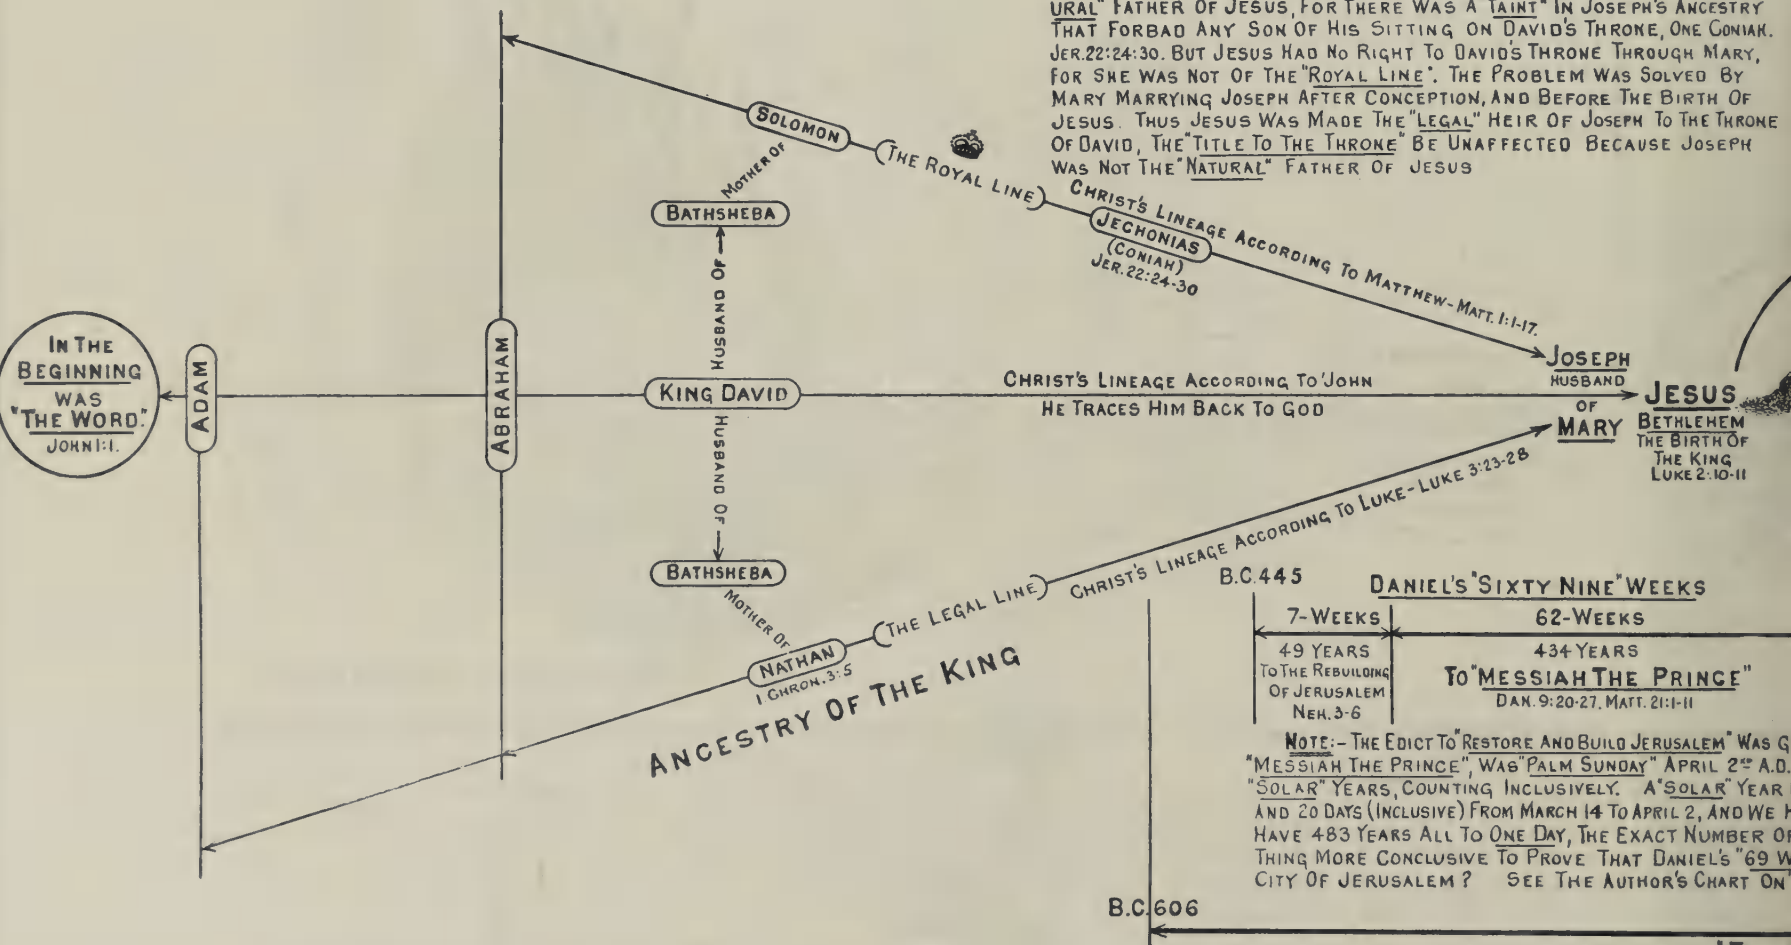 URAL" FATHER OF JESUS, FOR THERE WAS A "TAINT" IN JOSEPH'S ANCESTRY
THAT FORBAD ANY SON OF HIS SITTING ON DAVID'S THRONE, ONE CONIAH.
JER.22:24:30. BUT JESUS HAD NO RIGHT TO DAVID'S THRONE THROUGH MARY,
FOR SHE WAS NOT OF THE "ROYAL LINE". THE PROBLEM WAS SOLVED BY
MARY MARRYING JOSEPH AFTER CONCEPTION, AND BEFORE THE BIRTH OF
JESUS. THUS JESUS WAS MADE THE "LEGAL" HEIR OF JOSEPH TO THE THRONE
OF DAVID, THE "TITLE TO THE THRONE" BE UNAFFECTED BECAUSE JOSEPH
WAS NOT THE "NATURAL" FATHER OF JESUS
SOLOMON
(THE ROYAL LINE)
MOTHER OF
BATHSHEBA
CHRIST'S LINEAGE ACCORDING TO MATTHEW-MATT. 1:1-17.
JECHONIAS
(CONIAH)
JER. 22:24-30
HUSBAND OF
IN THE
BEGINNING
WAS
"THE WORD."
JOHN 1:1.
ADAM
ABRAHAM
KING DAVID
CHRIST'S LINEAGE ACCORDING TO JOHN
HE TRACES HIM BACK TO GOD
JOSEPH
HUSBAND
OF
MARY
JESUS
BETHLEHEM
THE BIRTH OF
THE KING
LUKE 2:10-11
HUSBAND OF
BATHSHEBA
MOTHER OF
NATHAN
1 CHRON. 3:5
(THE LEGAL LINE)
CHRIST'S LINEAGE ACCORDING TO LUKE-LUKE 3:23-28
ANCESTRY OF THE KING
B.C.445
DANIEL'S "SIXTY NINE" WEEKS
7-WEEKS
62-WEEKS
49 YEARS
TO THE REBUILDING
OF JERUSALEM
NEH. 3-6
434 YEARS
TO "MESSIAH THE PRINCE"
DAN. 9:20-27. MATT. 21:1-11
NOTE:- THE EDICT TO "RESTORE AND BUILD JERUSALEM" WAS G
"MESSIAH THE PRINCE", WAS "PALM SUNDAY" APRIL 2ND A.D.
"SOLAR" YEARS, COUNTING INCLUSIVELY. A "SOLAR" YEAR
AND 20 DAYS (INCLUSIVE) FROM MARCH 14 TO APRIL 2, AND WE H
HAVE 483 YEARS ALL TO ONE DAY, THE EXACT NUMBER OF
THING MORE CONCLUSIVE TO PROVE THAT DANIEL'S "69 W
CITY OF JERUSALEM? SEE THE AUTHOR'S CHART ON
B.C.606